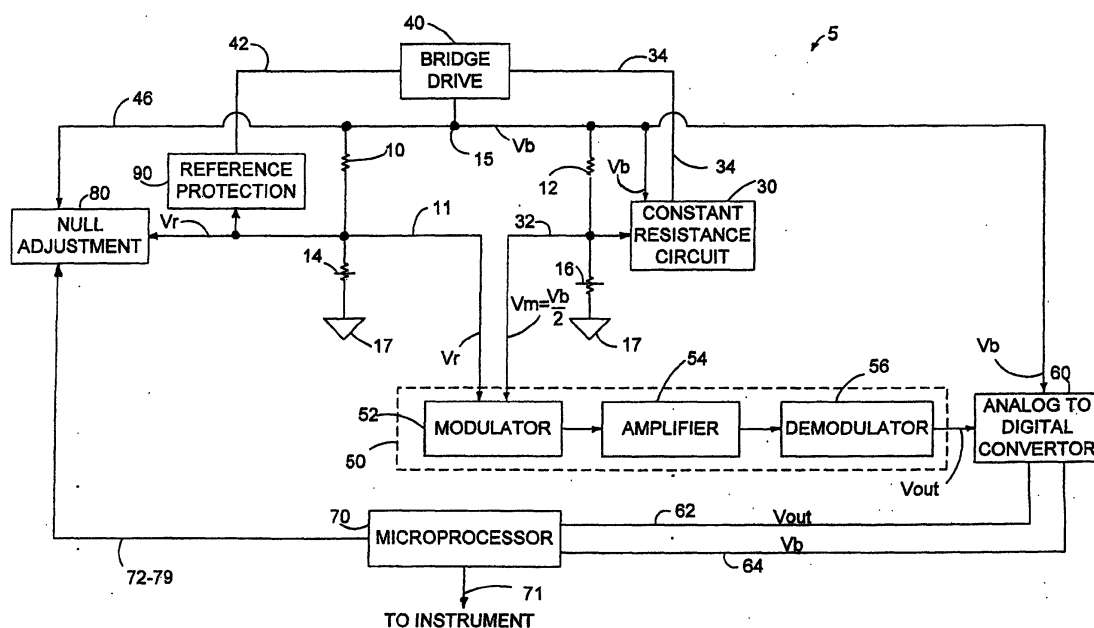 5
40
42
BRIDGE
DRIVE
34
46
15
Vb
10
90
REFERENCE
PROTECTION
12
Vb
34
30
80
NULL
ADJUSTMENT
Vr
11
32
CONSTANT
RESISTANCE
CIRCUIT
14
16
Vm=Vb/2
17
17
Vr
Vb
54
56
60
52
MODULATOR
AMPLIFIER
DEMODULATOR
ANALOG TO
DIGITAL
CONVERTOR
50
Vout
70
MICROPROCESSOR
62
Vout
Vb
64
72-79
71
TO INSTRUMENT